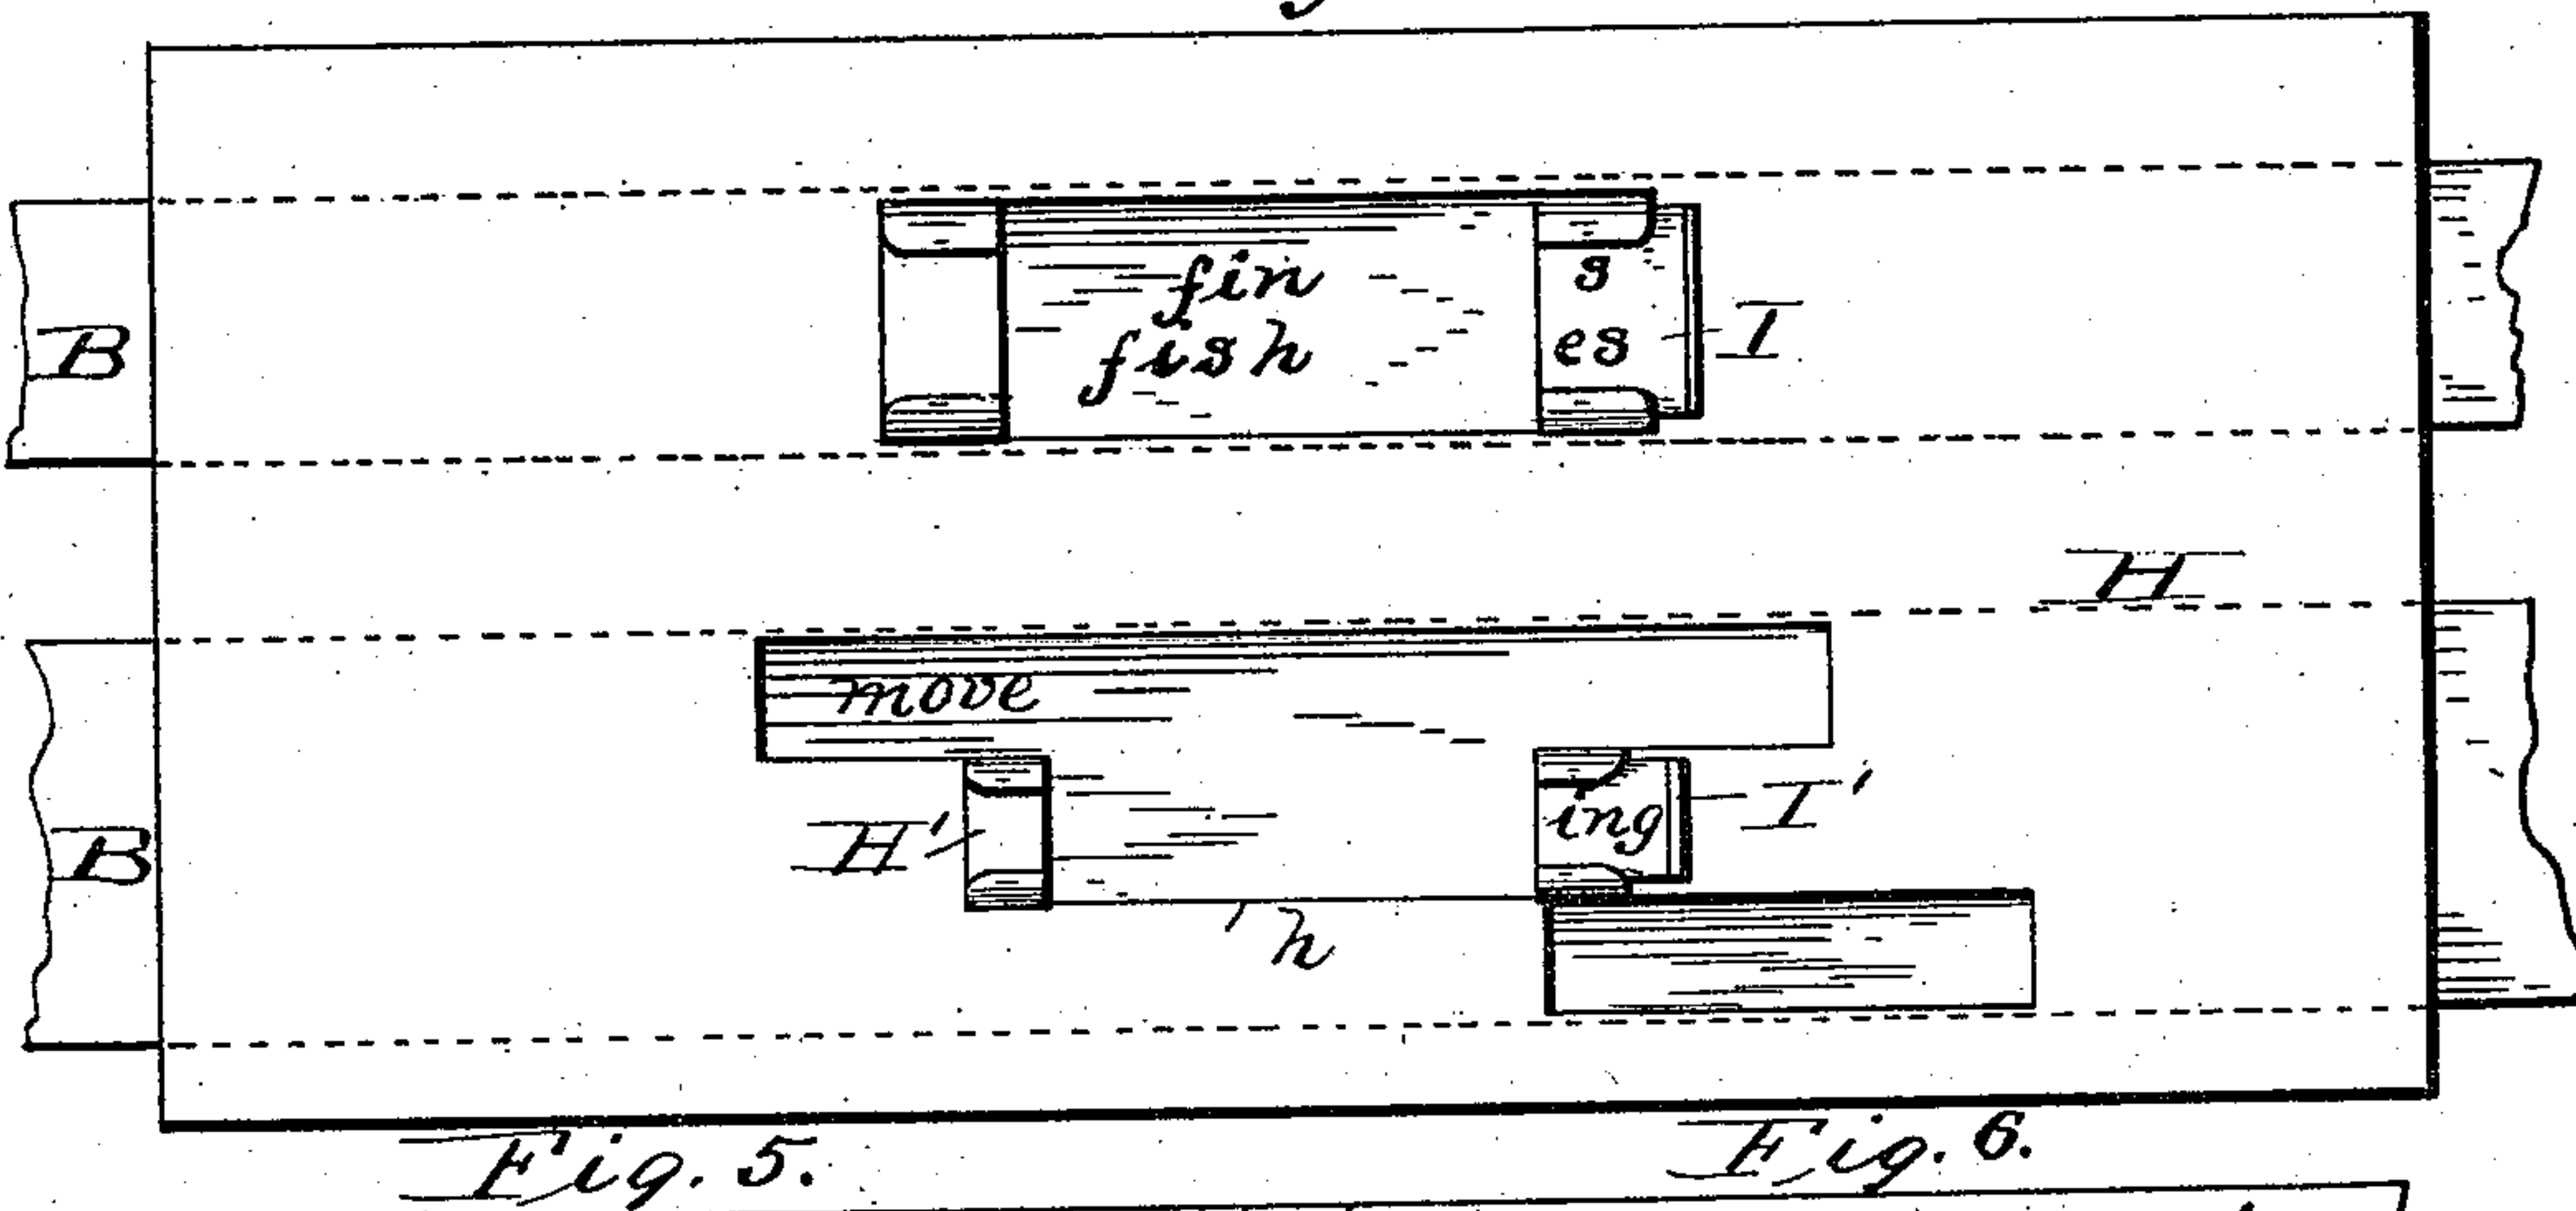 fin s
fish es I
B
H
move
ing I'
H'
B
h
Fig. 5. Fig. 6.